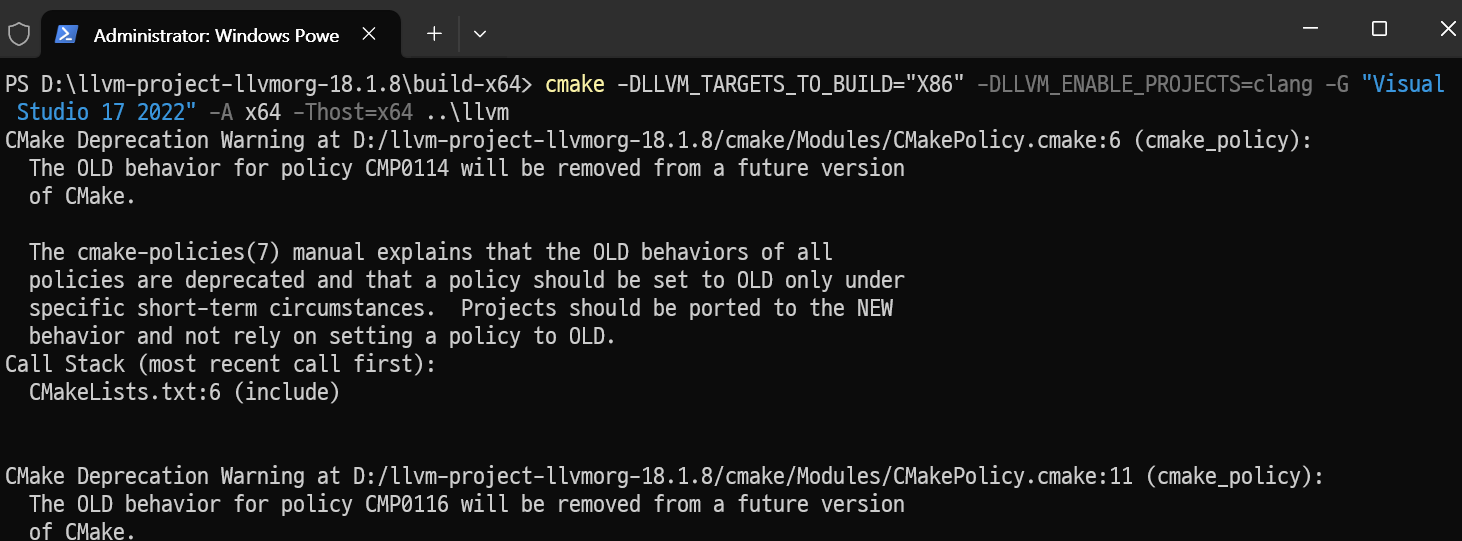 Administrator: Windows Powe
PS D:\llvm-project-llvmorg-18.1.8\build-x64> cmake -DLLVM_TARGETS_TO_BUILD="X86" -DLLVM_ENABLE_PROJECTS=clang -G "Visual
Studio 17 2022" -A x64 -Thost=x64 ..\llvm
CMake Deprecation Warning at D:/llvm-project-llvmorg-18.1.8/cmake/Modules/CMakePolicy.cmake:6 (cmake_policy):
The OLD behavior for policy CMP0114 will be removed from a future version
of CMake.
The cmake-policies(7) manual explains that the OLD behaviors of all
policies are deprecated and that a policy should be set to OLD only under
specific short-term circumstances.  Projects should be ported to the NEW
behavior and not rely on setting a policy to OLD.
Call Stack (most recent call first):
CMakeLists.txt:6 (include)
CMake Deprecation Warning at D:/llvm-project-llvmorg-18.1.8/cmake/Modules/CMakePolicy.cmake:11 (cmake_policy):
The OLD behavior for policy CMP0116 will be removed from a future version
of CMake.